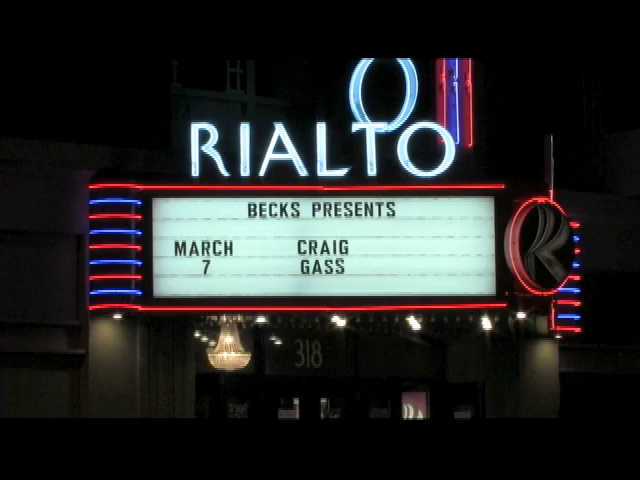 RIALTO
BECKS PRESENTS
MARCH CRAIG
7 GASS
R
318